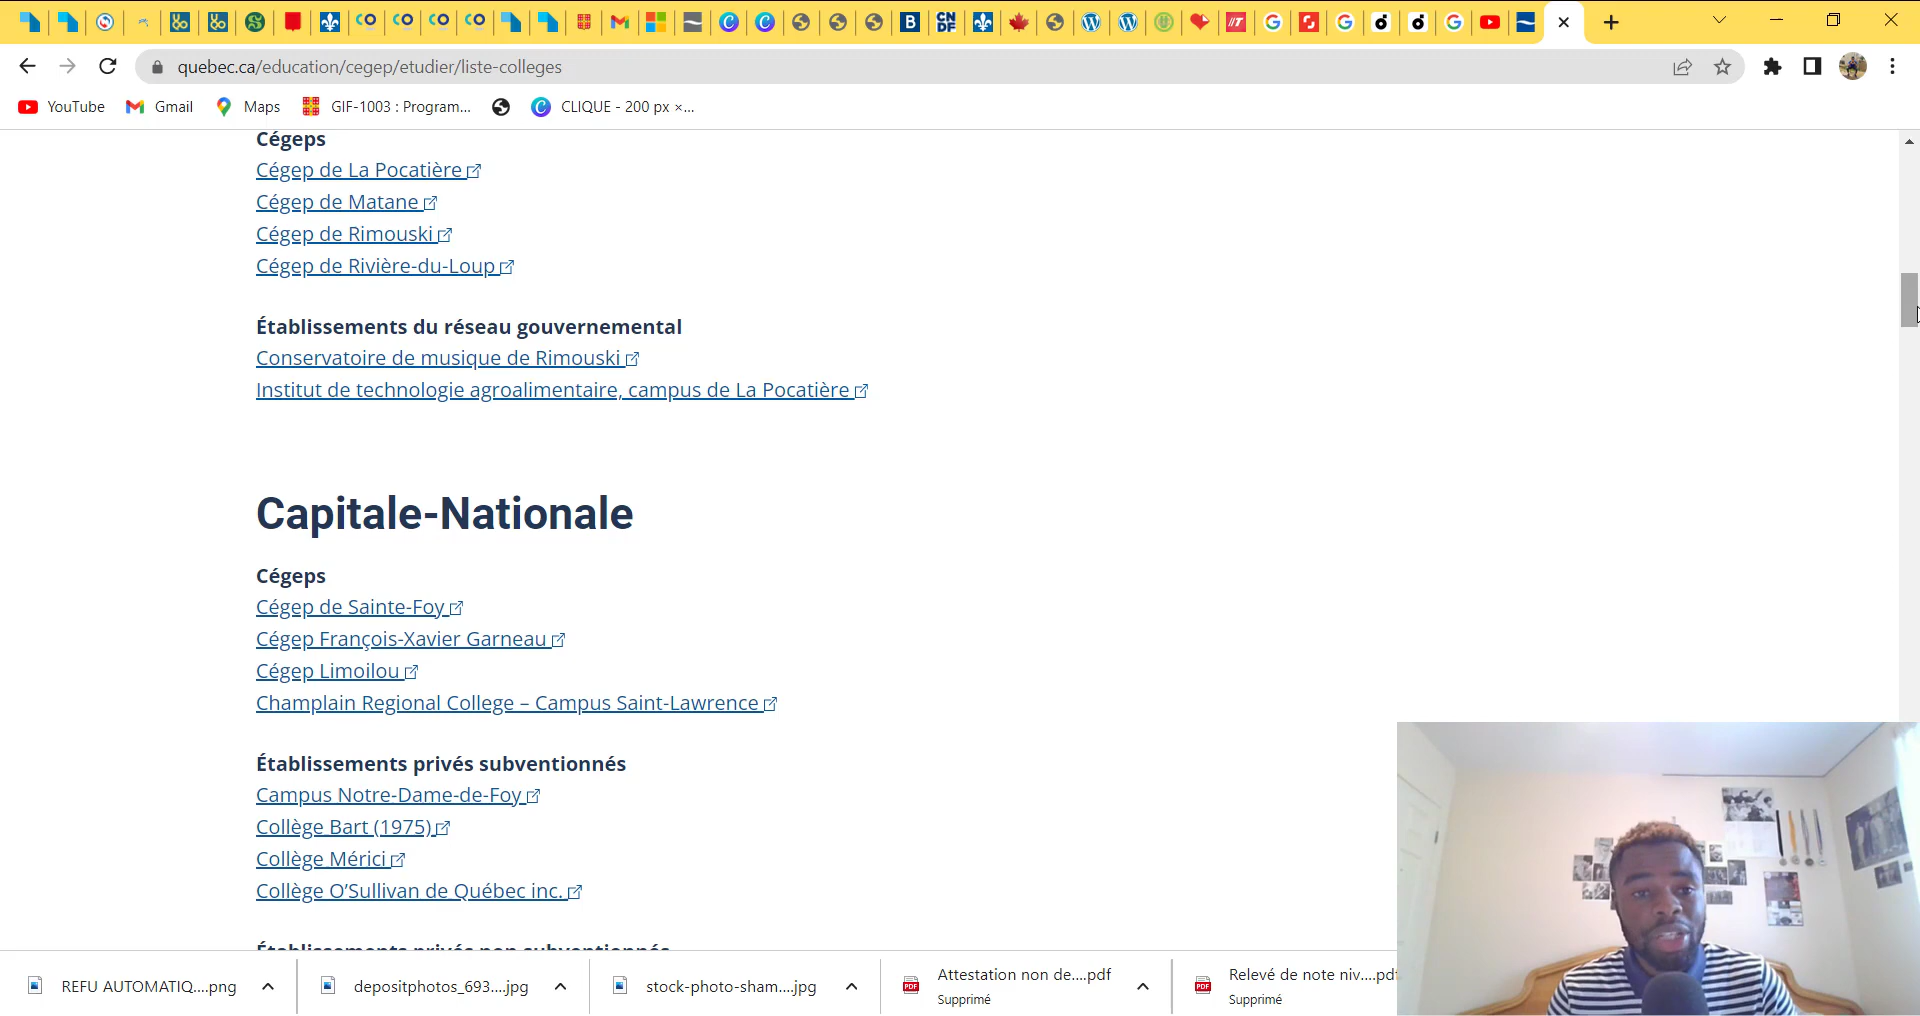 quebec.ca/education/cegep/etudier/liste-colleges
YouTube Gmail Maps GIF-1003 : Program... CLIQUE - 200 px ×...
Cégeps
Cégep de La Pocatière
Cégep de Matane
Cégep de Rimouski
Cégep de Rivière-du-Loup
Établissements du réseau gouvernemental
Conservatoire de musique de Rimouski
Institut de technologie agroalimentaire, campus de La Pocatière
Capitale-Nationale
Cégeps
Cégep de Sainte-Foy
Cégep François-Xavier Garneau
Cégep Limoilou
Champlain Regional College – Campus Saint-Lawrence
Établissements privés subventionnés
Campus Notre-Dame-de-Foy
Collège Bart (1975)
Collège Mérici
Collège O’Sullivan de Québec inc.
Établissements privés non subventionnés
REFU AUTOMATIQ....png depositphotos_693....jpg stock-photo-sham....jpg Attestation non de....pdf Relevé de note niv....pdf
Supprimé Supprimé